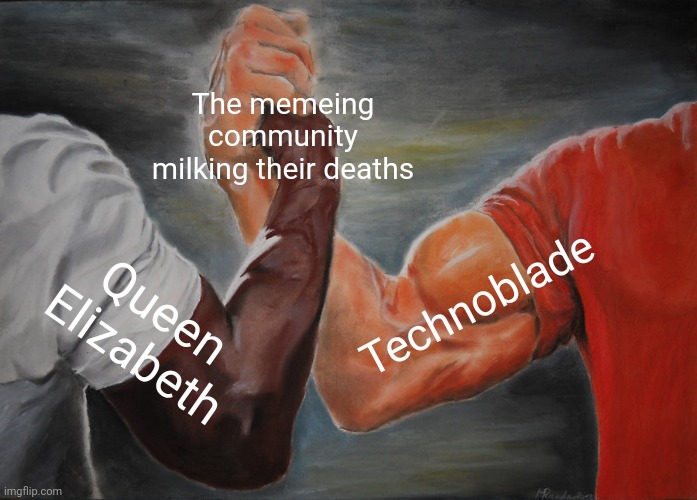 The memeing
community
milking their deaths
Queen
Elizabeth
Technoblade
imgflip.com